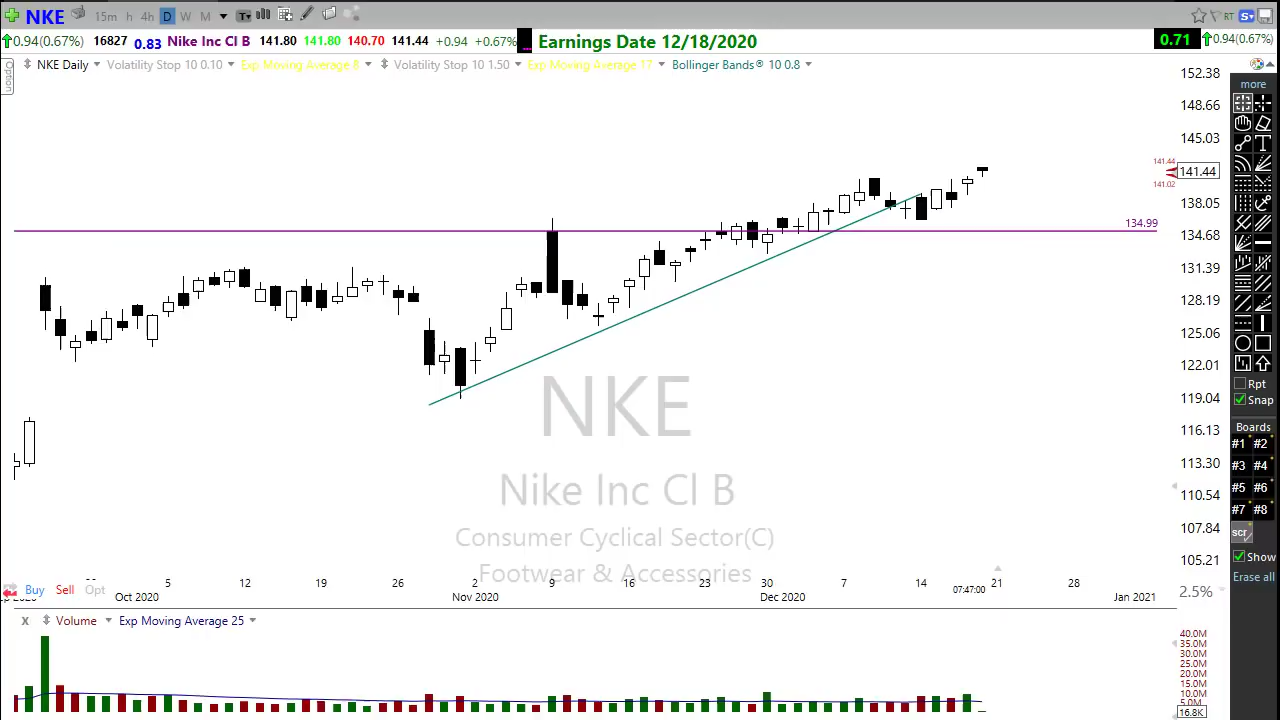 NKE 15m h 4h D W M T
0.94(0.67%) 16827 0.83 Nike Inc Cl B 141.80 141.80 140.70 141.44 +0.94 +0.67% Earnings Date 12/18/2020 0.71 0.94(0.67%)
RT S
Option
NKE Daily Volatility Stop 10 0.10 Exp Moving Average 8 Volatility Stop 10 1.50 Exp Moving Average 17 Bollinger Bands® 10 0.8
152.38
148.66
145.03
141.44
141.44
141.02
138.05
134.99
134.68
131.39
128.19
125.06
122.01
119.04
116.13
113.30
110.54
107.84
105.21
NKE
Nike Inc Cl B
Consumer Cyclical Sector(C)
Footwear & Accessories
5 12 19 26 2 9 16 23 30 7 14 21 28
07:47:00
Oct 2020 Nov 2020 Dec 2020 Jan 2021
Buy Sell Opt
2.5%
x Volume Exp Moving Average 25
40.0M
35.0M
30.0M
25.0M
20.0M
15.0M
10.0M
5.0M
16.8K
more
T
Rpt
Snap
Boards
#1 #2
#3 #4
#5 #6
#7 #8
scr
Show
Erase all